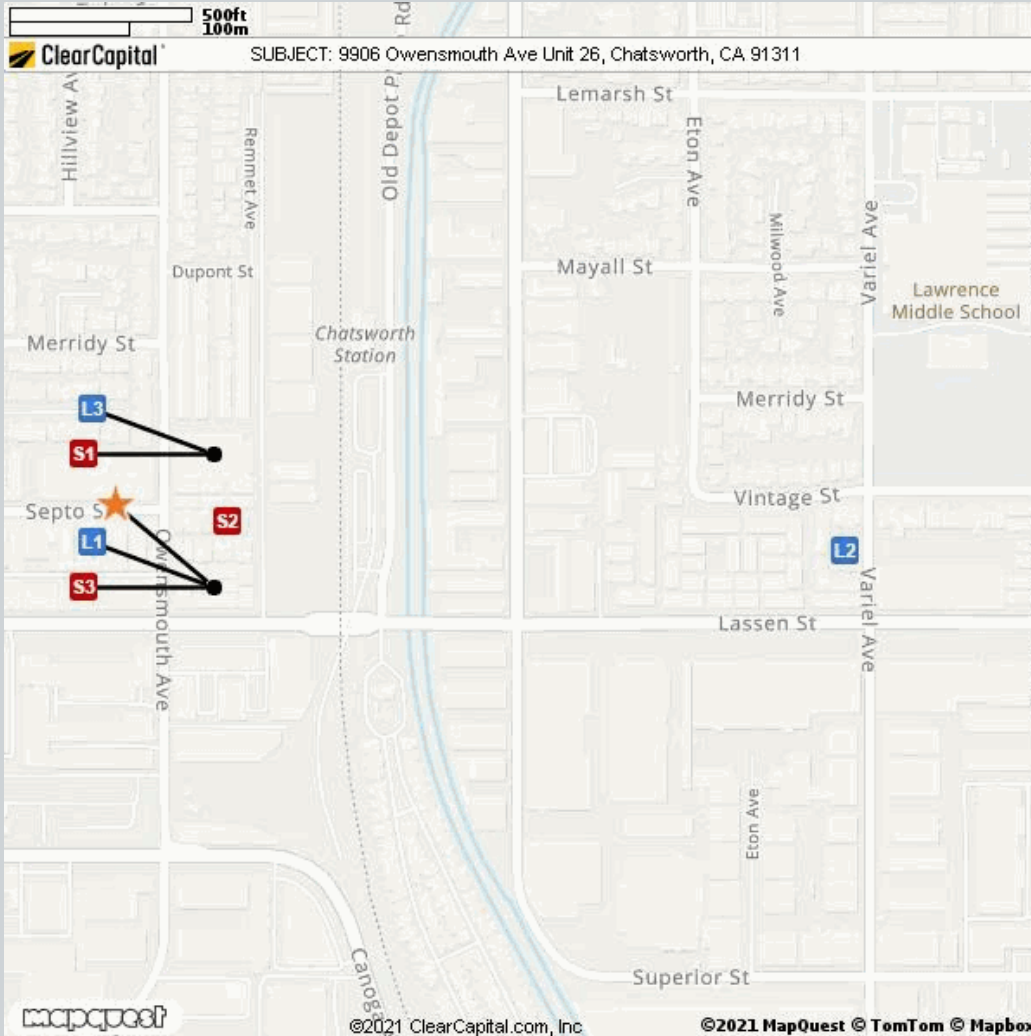 500ft
100m
ClearCapital
SUBJECT: 9906 Owensmouth Ave Unit 26, Chatsworth, CA 91311
Rd
Hillview Av
Remmet Ave
Old Depot P
Lemarsh St
Eton Ave
Milwood Ave
Variel Ave
Dupont St
Mayall St
Lawrence
Middle School
Merridy St
Chatsworth
Station
Merridy St
L3
S1
Septo S
S2
Vintage St
L1
L2
S3
Owensmouth Ave
Lassen St
Variel Ave
Eton Ave
Canoga
Superior St
mapquest
©2021 ClearCapital.com, Inc
©2021 MapQuest © TomTom © Mapbo